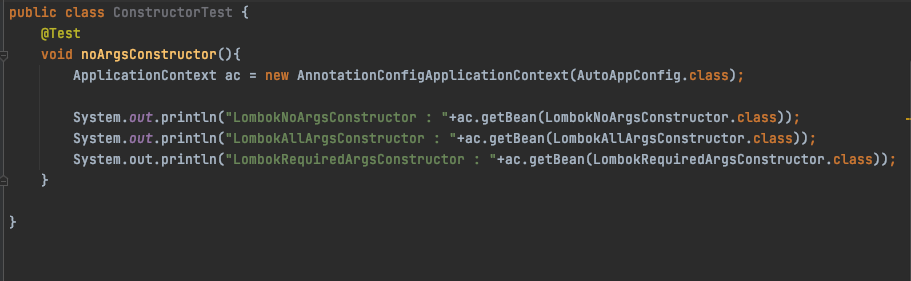 public class ConstructorTest {
    @Test
    void noArgsConstructor(){
        ApplicationContext ac = new AnnotationConfigApplicationContext(AutoAppConfig.class);
        System.out.println("LombokNoArgsConstructor : "+ac.getBean(LombokNoArgsConstructor.class));
        System.out.println("LombokAllArgsConstructor : "+ac.getBean(LombokAllArgsConstructor.class));
        System.out.println("LombokRequiredArgsConstructor : "+ac.getBean(LombokRequiredArgsConstructor.class));
    }
}